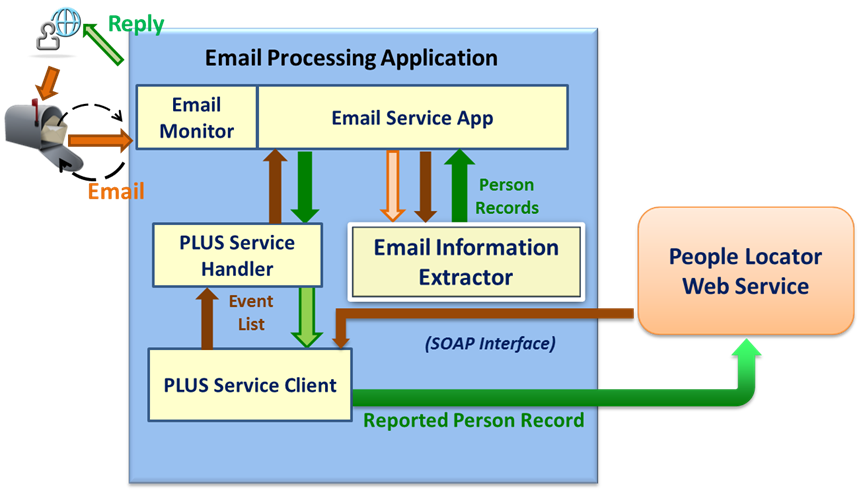 Reply
Email Processing Application
Email
Monitor
Email Service App
Email
Person
Records
PLUS Service
Handler
Email Information
Extractor
People Locator
Web Service
Event
List
(SOAP Interface)
PLUS Service Client
Reported Person Record